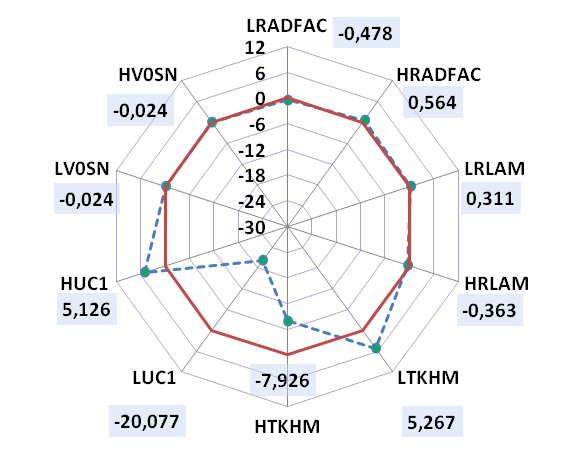 LRADFAC
-0,478
12
HV0SN
6
HRADFAC
-0,024
0
0,564
-6
-12
LV0SN
-18
LRLAM
-0,024
-24
0,311
-30
HUC1
HRLAM
5,126
-0,363
LUC1
-7,926
LTKHM
-20,077
HTKHM
5,267